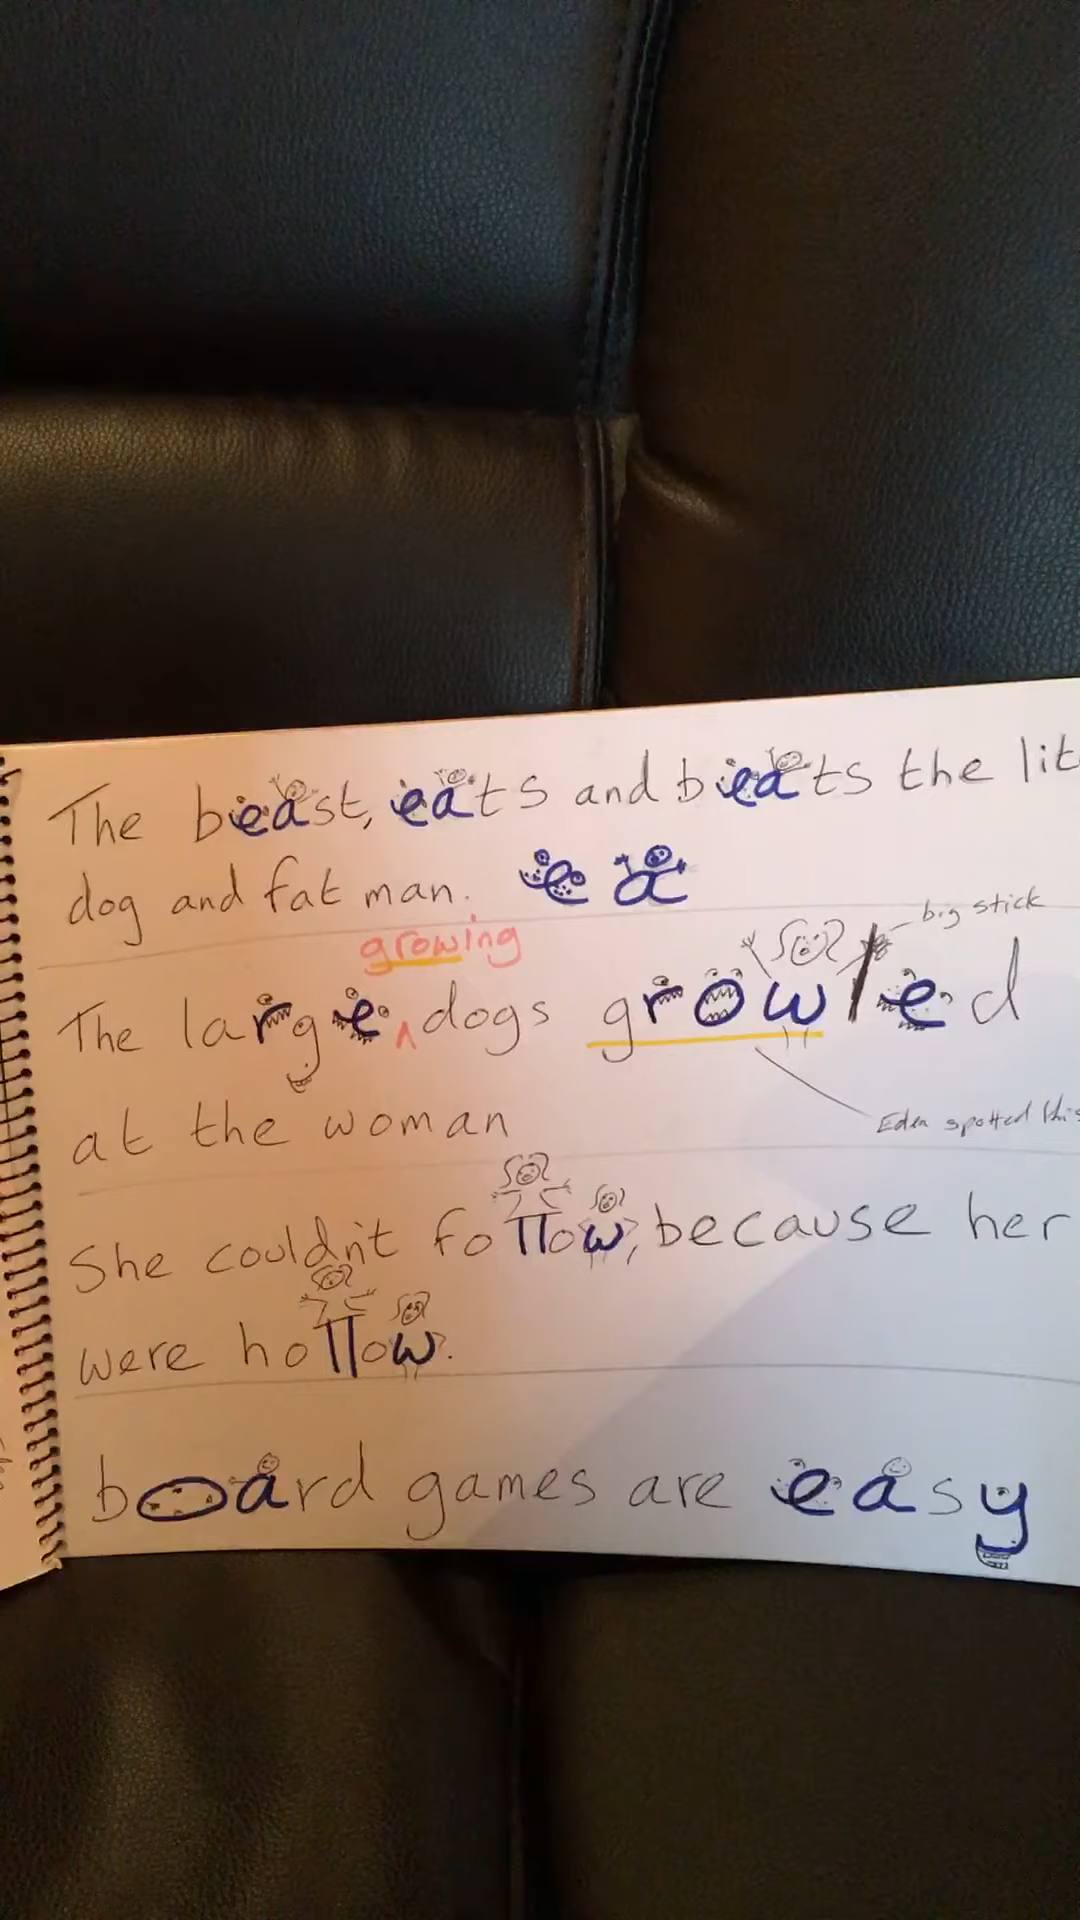 The beast, eats and beats the lit
dog and fat man. e a
growing
big stick
The large ^ dogs growled
at the woman
Eden spotted this
She couldn't follow, because her
were hollow.
board games are easy